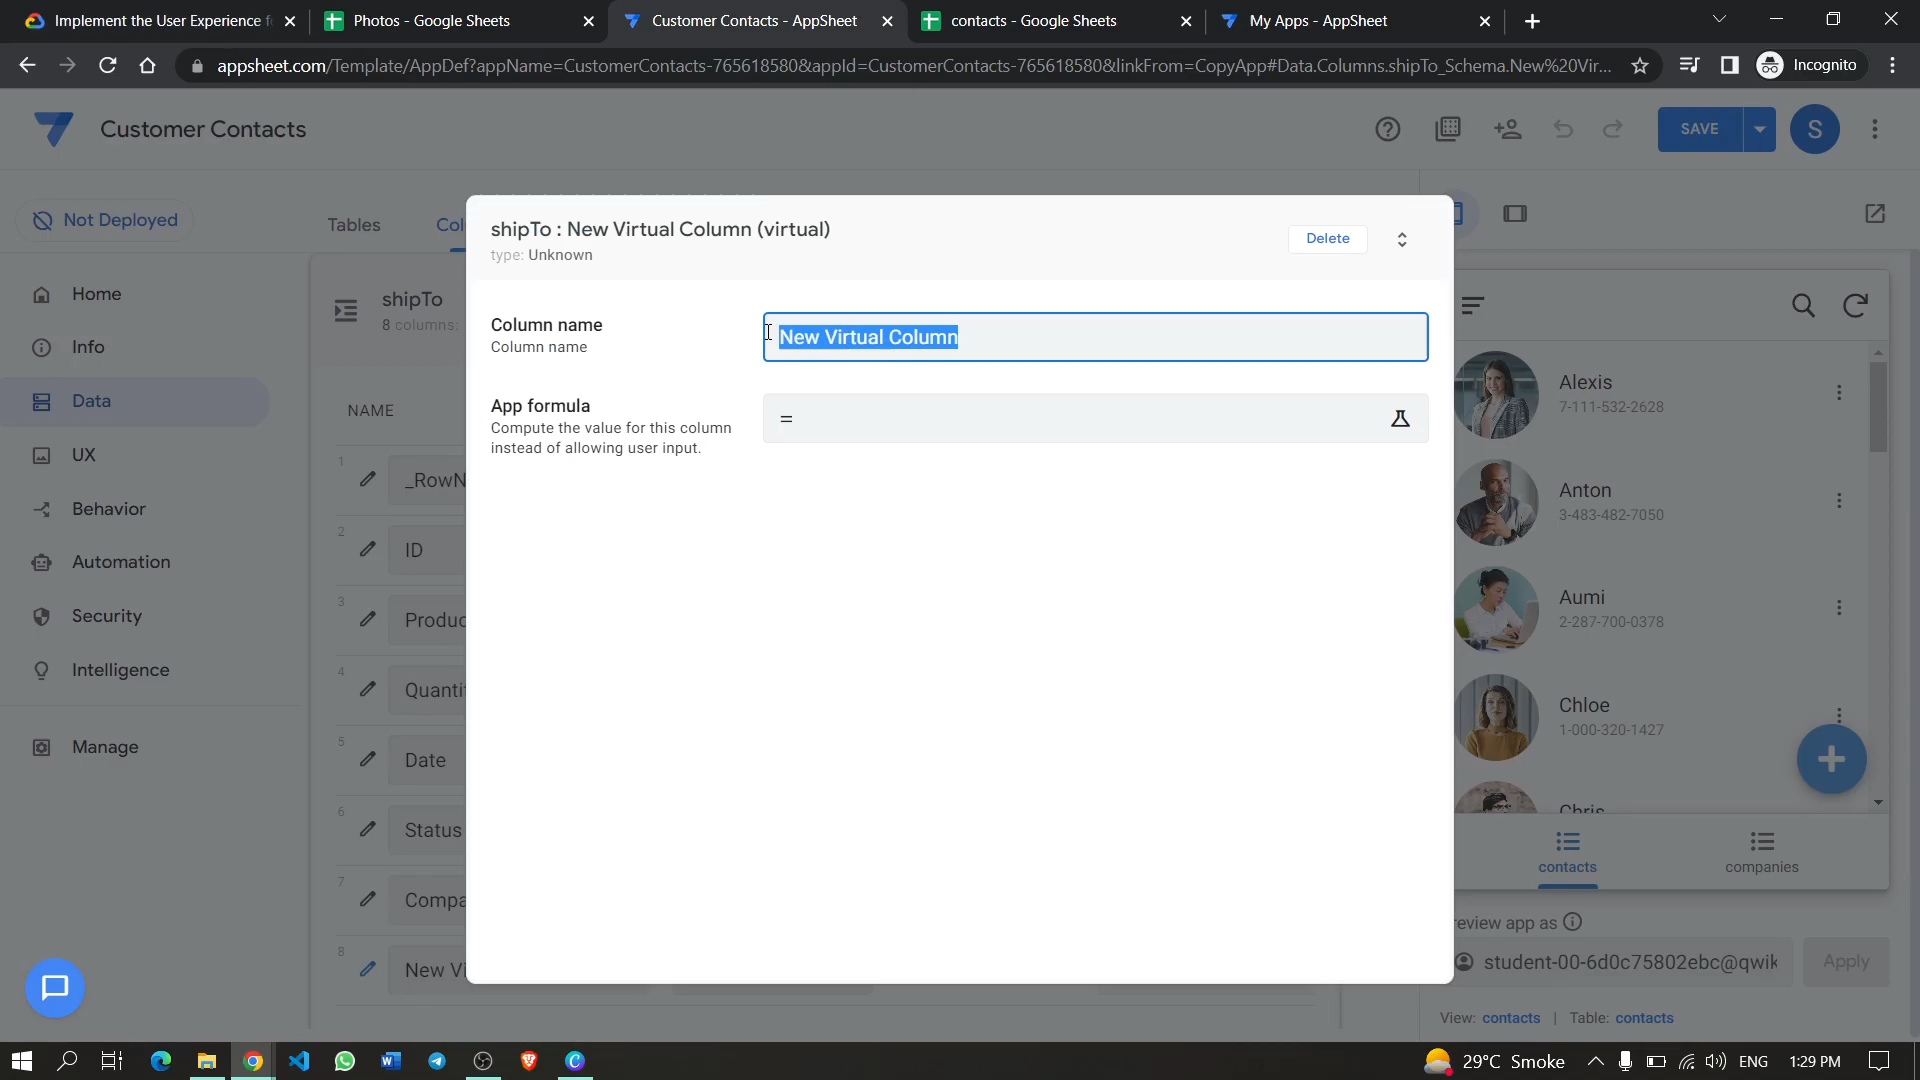 Implement the User Experience f
Photos - Google Sheets
Customer Contacts - AppSheet
contacts - Google Sheets
My Apps - AppSheet
appsheet.com/Template/AppDef?appName=CustomerContacts-765618580&appId=CustomerContacts-765618580&linkFrom=CopyApp#Data.Columns.shipTo_Schema.New%20Vir...
Incognito
Customer Contacts
SAVE
S
Not Deployed
Tables
Col
Home
Info
Data
UX
Behavior
Automation
Security
Intelligence
Manage
shipTo
8 columns:
NAME
1
_RowN
2
ID
3
Produc
4
Quantit
5
Date
6
Status
7
Compa
8
New Vi
shipTo : New Virtual Column (virtual)
type: Unknown
Delete
Column name
Column name
New Virtual Column
App formula
Compute the value for this column
instead of allowing user input.
=
Alexis
7-111-532-2628
Anton
3-483-482-7050
Aumi
2-287-700-0378
Chloe
1-000-320-1427
Chris
contacts
companies
review app as
student-00-6d0c75802ebc@qwik
Apply
View: contacts | Table: contacts
29°C Smoke
ENG
1:29 PM